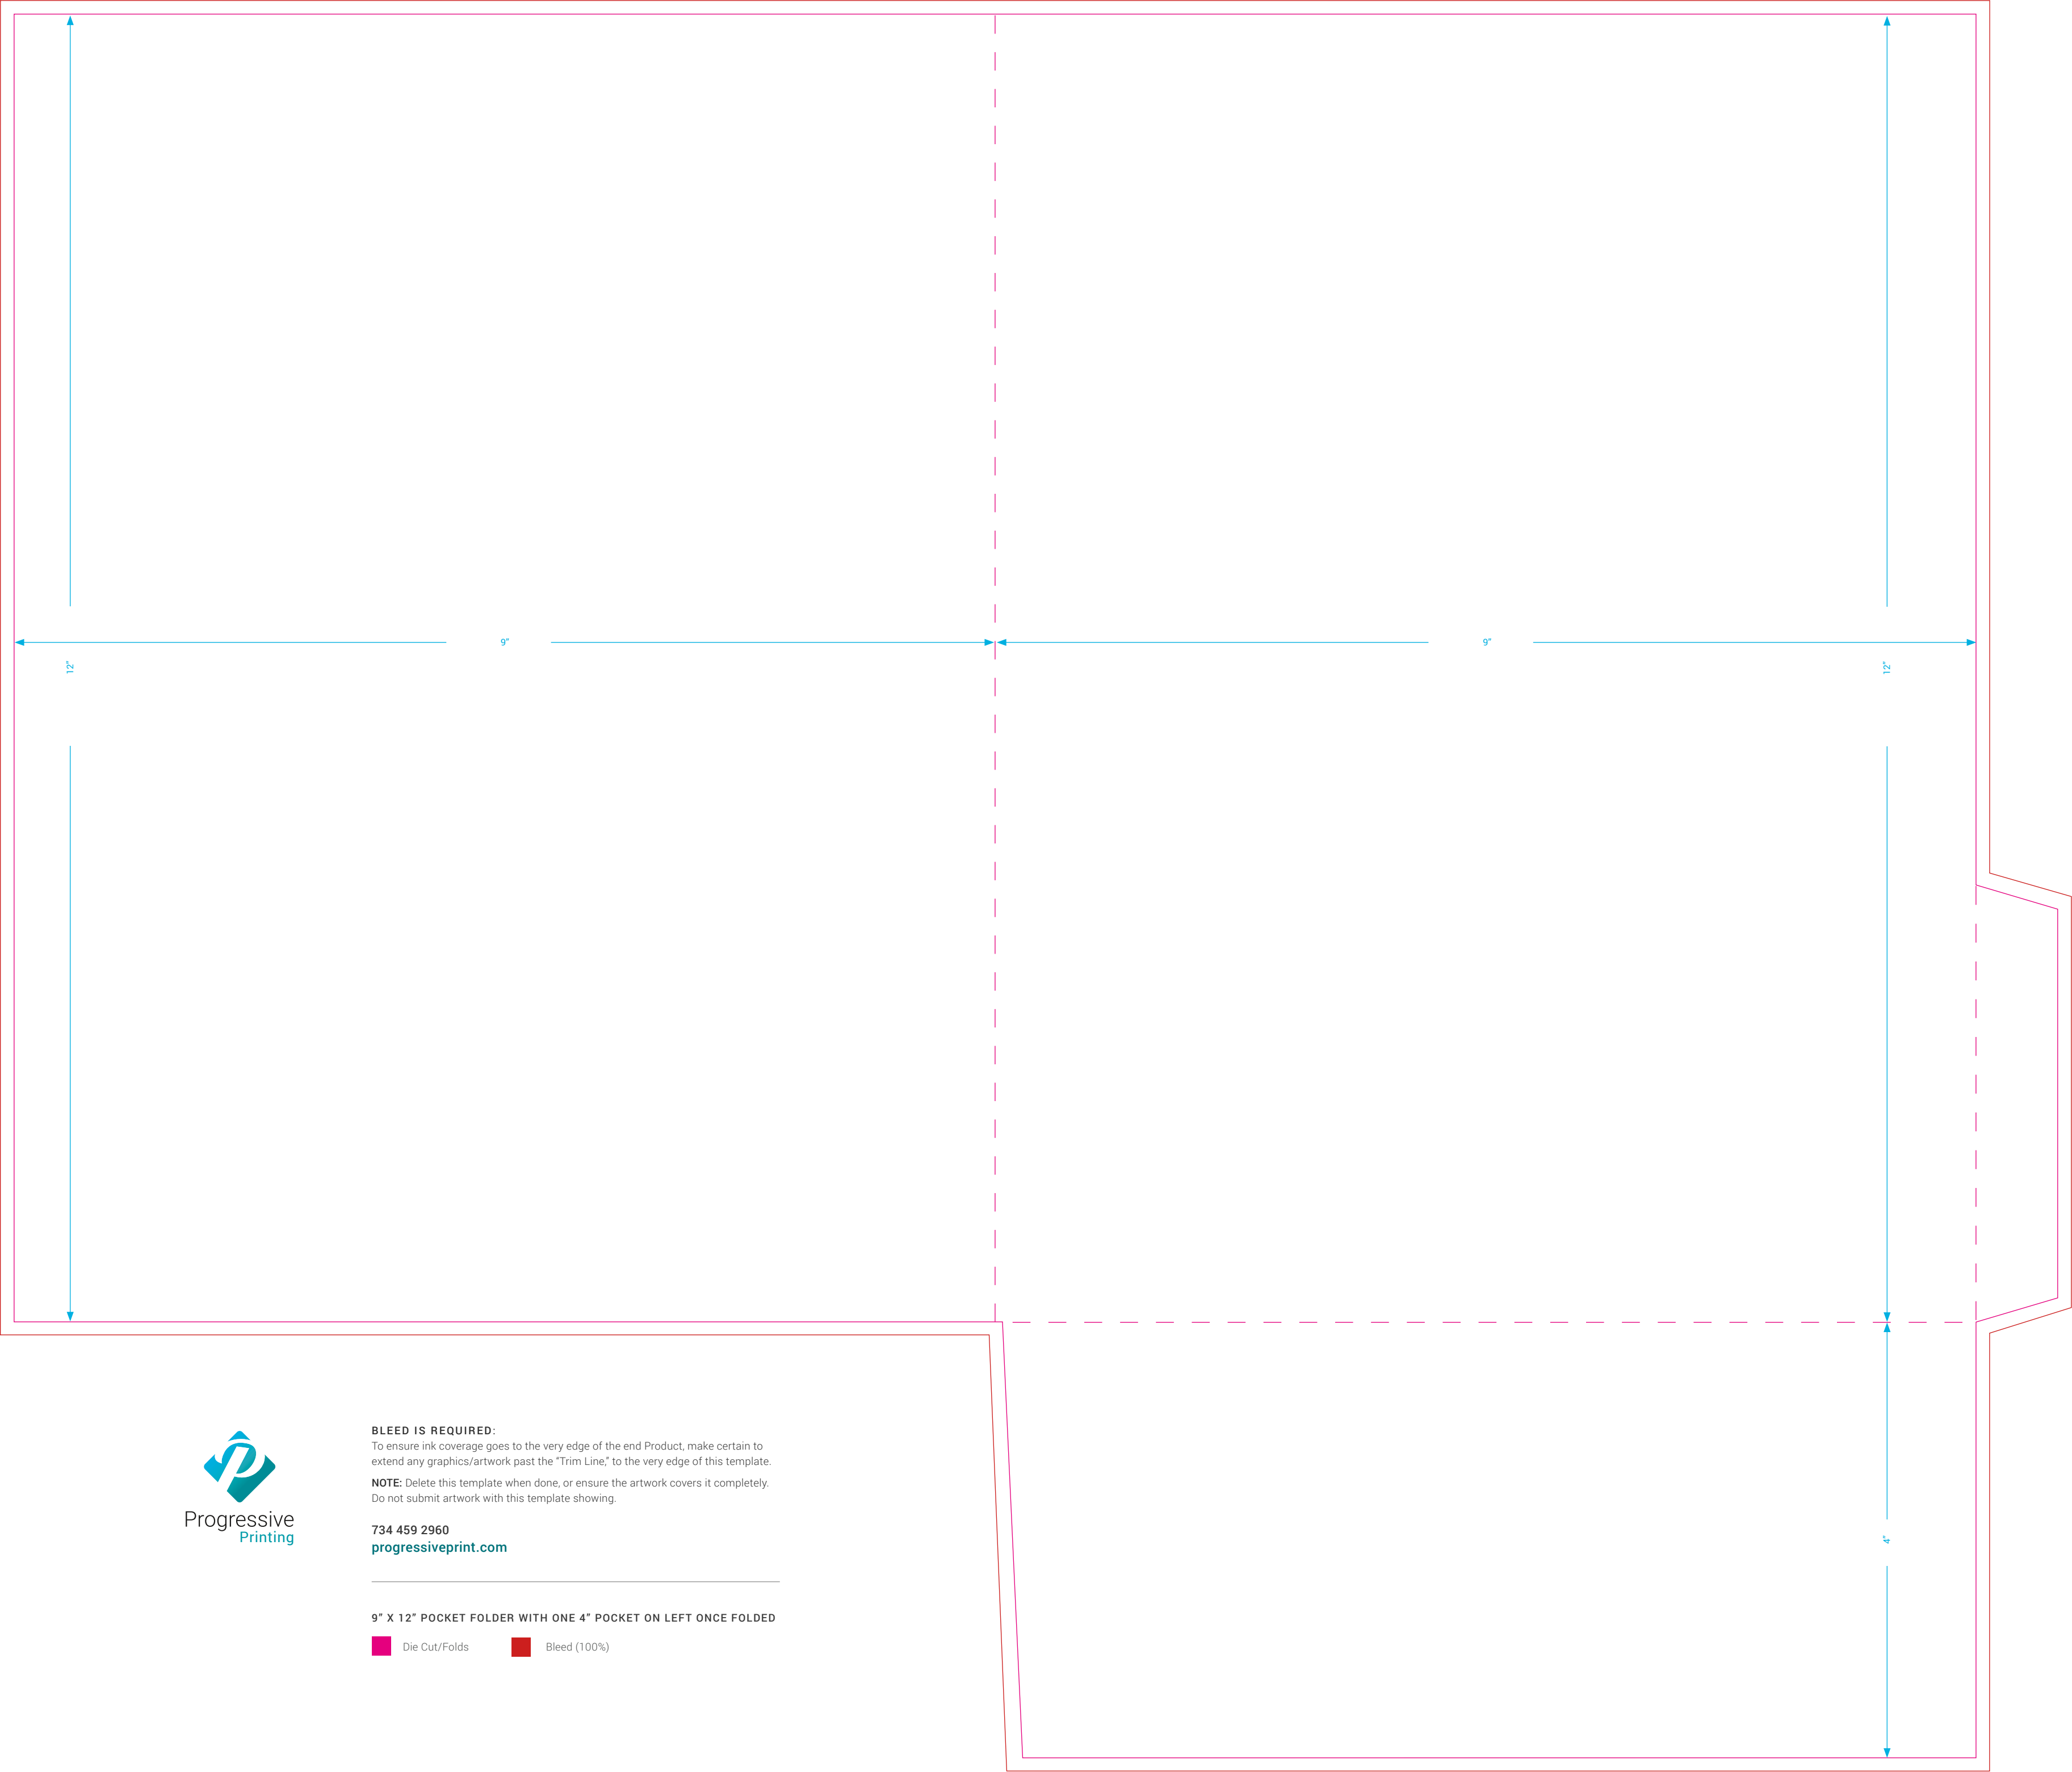 9”
9”
12”
12”
4”
Progressive
Printing
BLEED IS REQUIRED:
To ensure ink coverage goes to the very edge of the end Product, make certain to
extend any graphics/artwork past the “Trim Line,” to the very edge of this template.
NOTE: Delete this template when done, or ensure the artwork covers it completely.
Do not submit artwork with this template showing.
734 459 2960
progressiveprint.com
9” X 12” POCKET FOLDER WITH ONE 4” POCKET ON LEFT ONCE FOLDED
Die Cut/Folds
Bleed (100%)